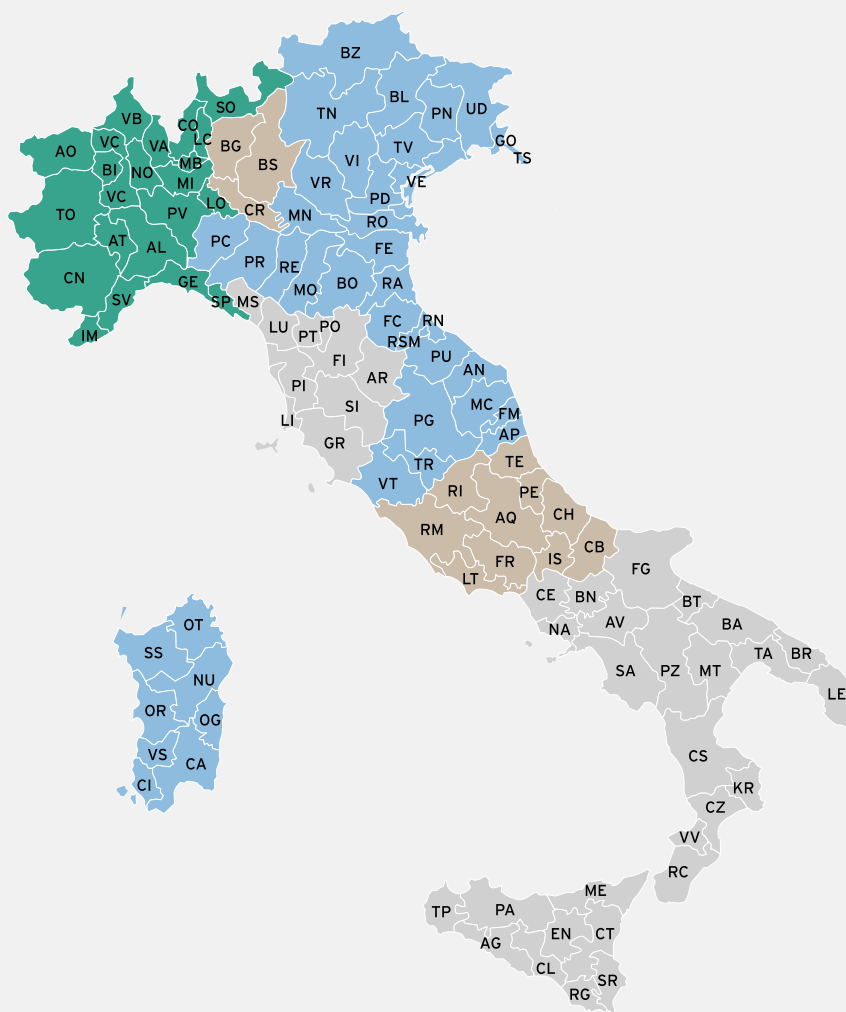 BZ
SO
BL
TN
PN
UD
VB
CO
LC
VC
VA
BG
TV
GO
AO
TS
MB
VI
BS
BI
NO
MI
VR
VE
VC
PD
LO
TO
PV
CR
MN
RO
AT
AL
PC
FE
PR
RE
CN
GE
MO
BO
RA
SV
SP
MS
FC
RN
IM
LU
PT
PO
RSM
FI
PU
AN
PI
AR
SI
MC
FM
LI
PG
AP
GR
TR
TE
VT
RI
PE
AQ
CH
RM
CB
FR
IS
LT
FG
CE
BN
BT
OT
NA
AV
BA
SS
TA
BR
SA
PZ
MT
NU
LE
OR
OG
VS
CA
CS
CI
KR
CZ
VV
RC
ME
TP
PA
AG
EN
CT
CL
SR
RG